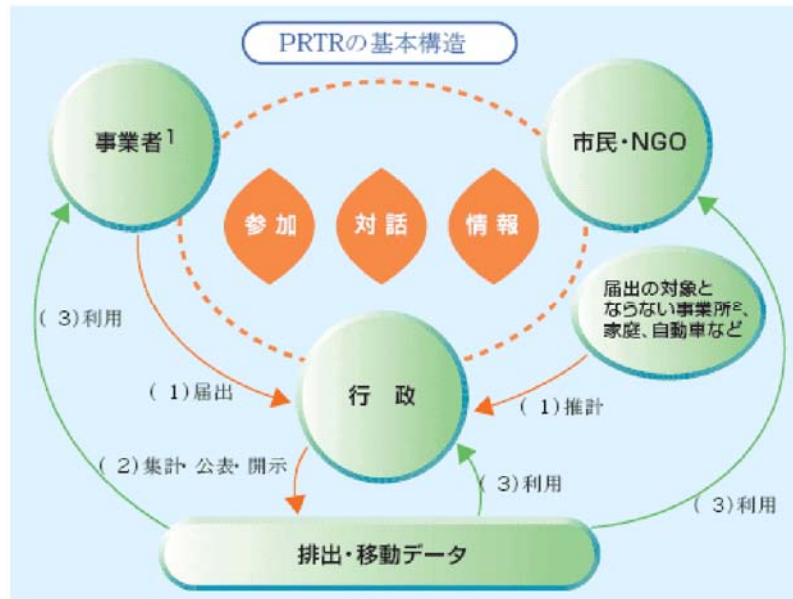 PRTRの基本構造
事業者1
市民・NGO
参加
対話
情報
届出の対象と
ならない事業所2、
家庭、自動車など
( 3)利用
( 1)届出
行 政
( 1)推計
( 2)集計・公表・開示
( 3)利用
( 3)利用
排出・移動データ